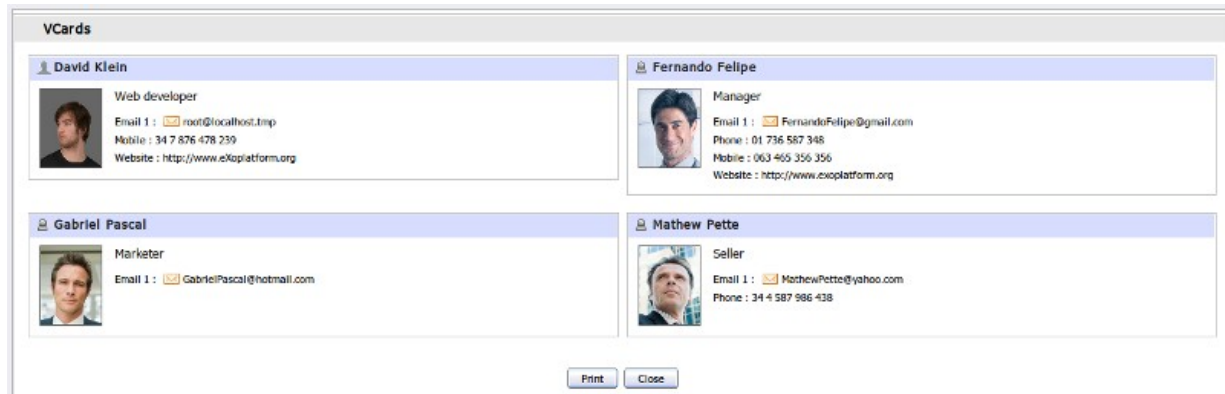 VCards
David Klein
Web developer
Email 1 : root@localhost.tmp
Mobile : 34 7 876 478 239
Website : http://www.eXoplatform.org
Fernando Felipe
Manager
Email 1 : FernandoFelipe@gmail.com
Phone : 01 736 587 348
Mobile : 063 465 356 356
Website : http://www.exoplatform.org
Gabriel Pascal
Marketer
Email 1 : GabrielPascal@hotmail.com
Mathew Pette
Seller
Email 1 : MathewPette@yahoo.com
Phone : 34 4 587 986 438
Print Close